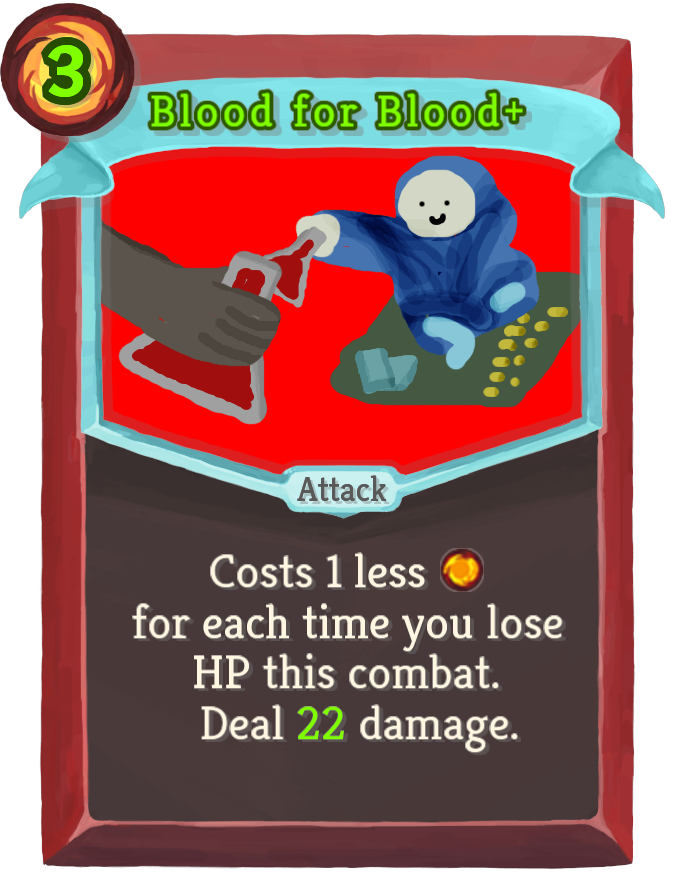 3
Blood for Blood+
Attack
Costs 1 less
for each time you lose
HP this combat.
Deal 22 damage.